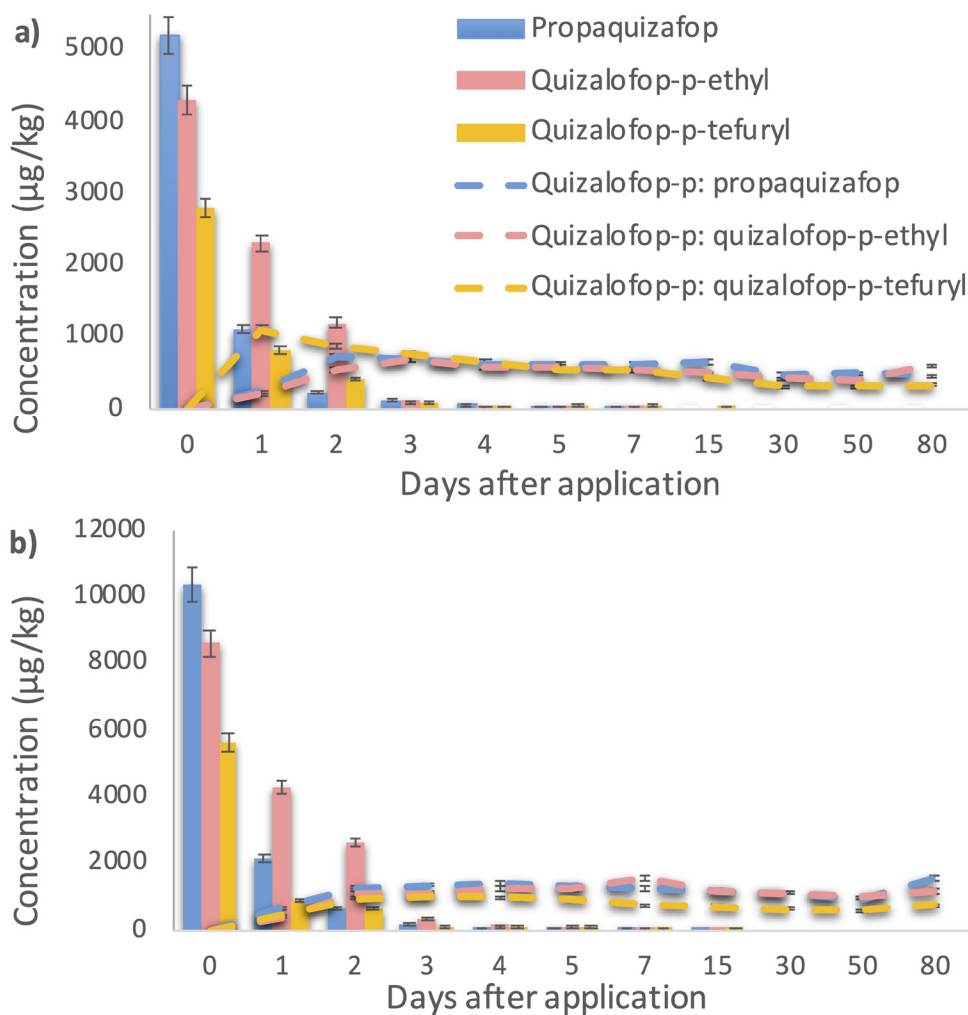 a)
Concentration (µg/kg)
5000
4000
3000
2000
1000
0
Propaquizafop
Quizalofop-p-ethyl
Quizalofop-p-tefuryl
Quizalofop-p: propaquizafop
Quizalofop-p: quizalofop-p-ethyl
Quizalofop-p: quizalofop-p-tefuryl
0 1 2 3 4 5 7 15 30 50 80
Days after application
b)
Concentration (µg/kg)
12000
10000
8000
6000
4000
2000
0
0 1 2 3 4 5 7 15 30 50 80
Days after application